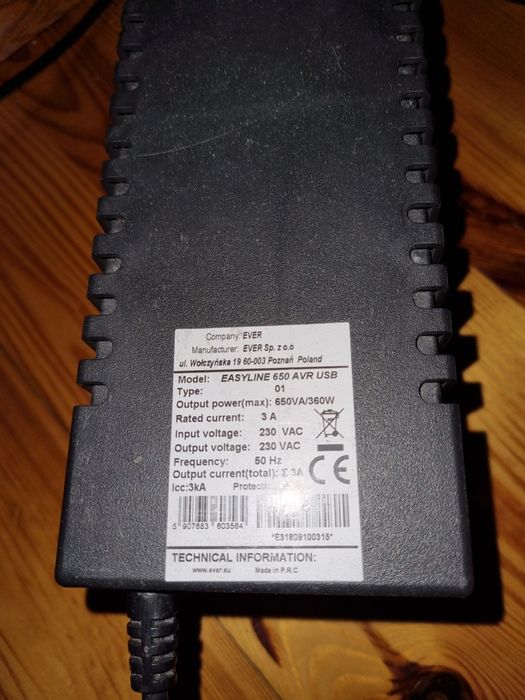 Company: EVER
Manufacturer: EVER Sp. z o.o
ul. Wołczyńska 19 60-003 Poznań Poland
Model: EASYLINE 650 AVR USB
Type: 01
Output power(max): 650VA/360W
Rated current: 3 A
Input voltage: 230 VAC
Output voltage: 230 VAC
Frequency: 50 Hz
Output current(total): Σ 3A
Icc:3kA
CE
5 907683 603564
*E31809100315*
TECHNICAL INFORMATION:
www.ever.eu Made in P.R.C